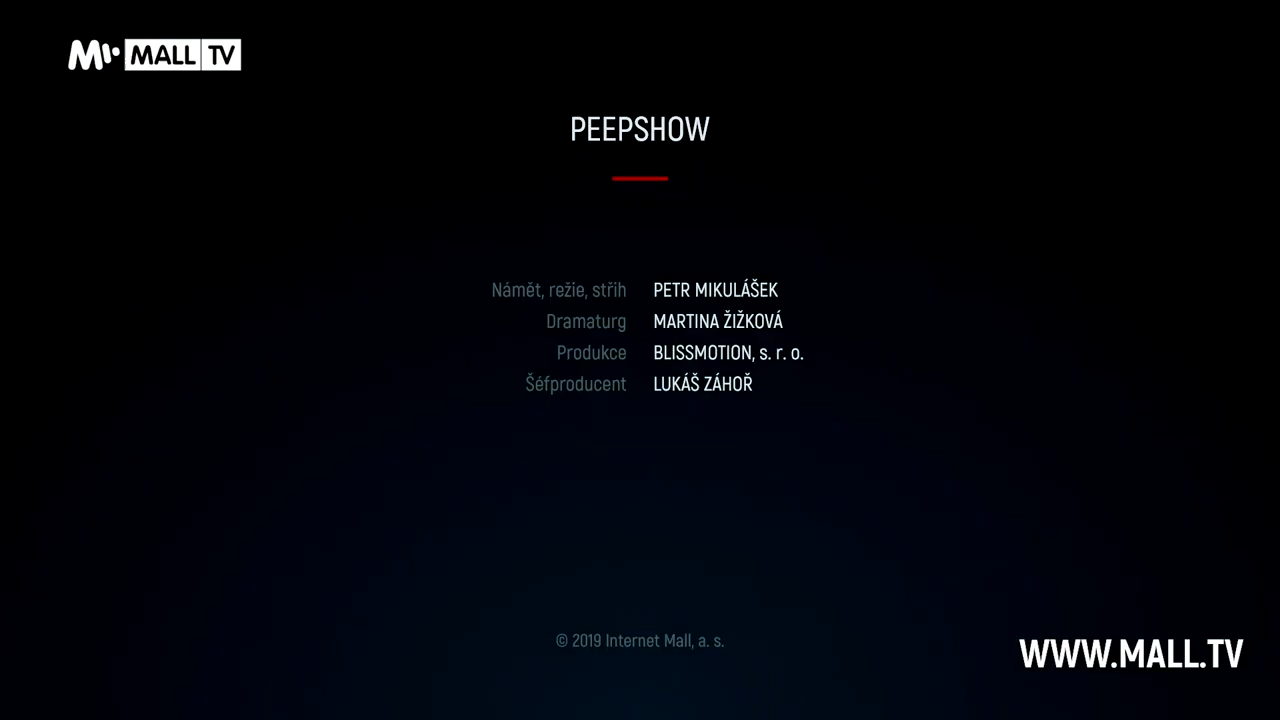 MALL TV
PEEPSHOW
Námět, režie, střih PETR MIKULÁŠEK
Dramaturg MARTINA ŽIŽKOVÁ
Produkce BLISSMOTION, s. r. o.
Šéfproducent LUKÁŠ ZÁHOŘ
© 2019 Internet Mall, a. s.
WWW.MALL.TV